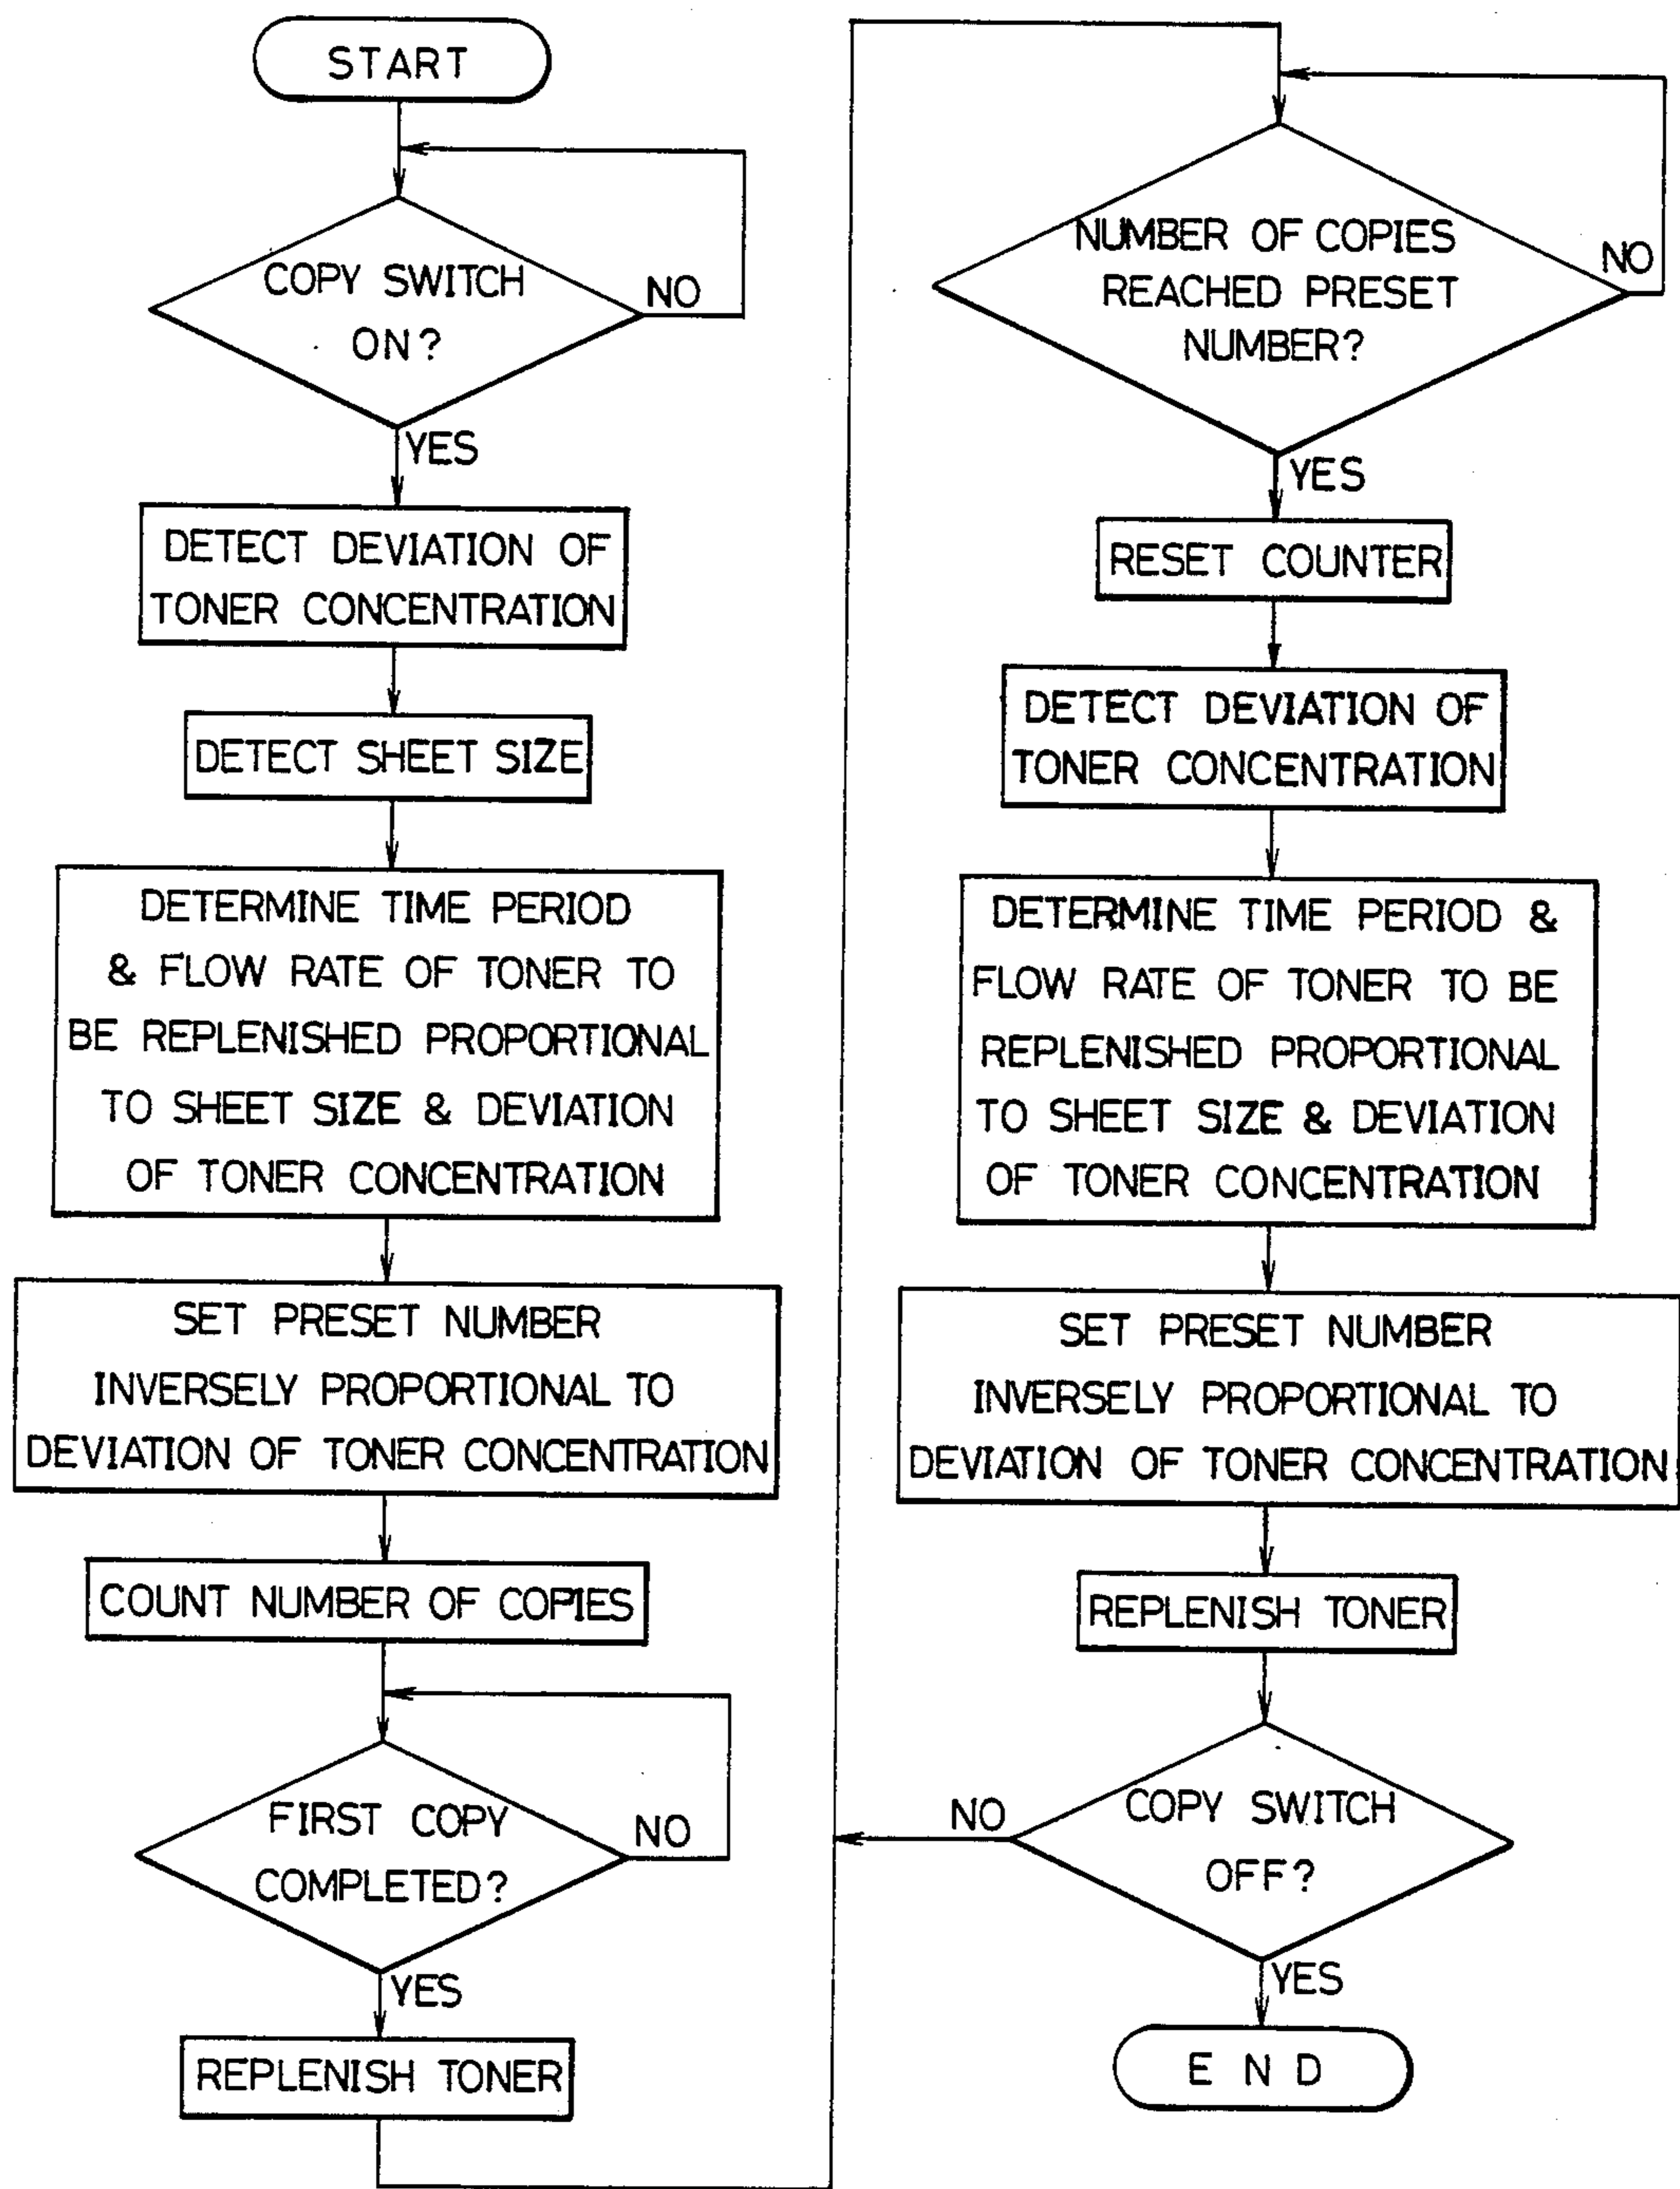 START
COPY SWITCH
ON?
NO
YES
DETECT DEVIATION OF
TONER CONCENTRATION
DETECT SHEET SIZE
DETERMINE TIME PERIOD
& FLOW RATE OF TONER TO
BE REPLENISHED PROPORTIONAL
TO SHEET SIZE & DEVIATION
OF TONER CONCENTRATION
SET PRESET NUMBER
INVERSELY PROPORTIONAL TO
DEVIATION OF TONER CONCENTRATION
COUNT NUMBER OF COPIES
FIRST COPY
COMPLETED?
NO
YES
REPLENISH TONER
NUMBER OF COPIES
REACHED PRESET
NUMBER?
NO
YES
RESET COUNTER
DETECT DEVIATION OF
TONER CONCENTRATION
DETERMINE TIME PERIOD &
FLOW RATE OF TONER TO BE
REPLENISHED PROPORTIONAL
TO SHEET SIZE & DEVIATION
OF TONER CONCENTRATION
SET PRESET NUMBER
INVERSELY PROPORTIONAL TO
DEVIATION OF TONER CONCENTRATION
REPLENISH TONER
COPY SWITCH
OFF?
NO
YES
END